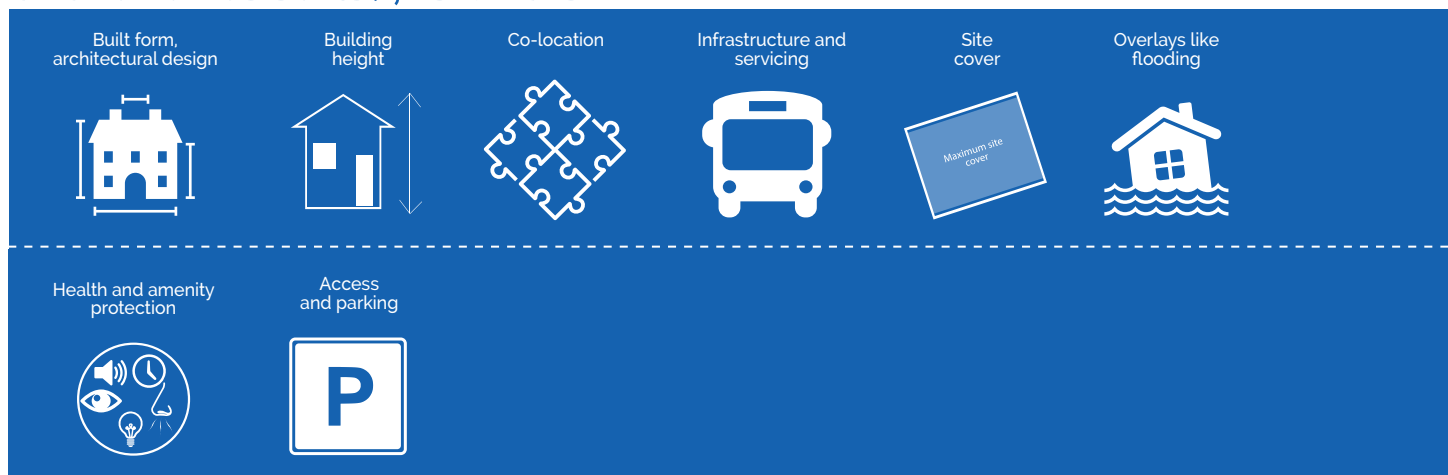 Built form,
architectural design
Building
height
Co-location
Infrastructure and
servicing
Site
cover
Overlays like
flooding
Maximum site
cover
Health and amenity
protection
Access
and parking
P